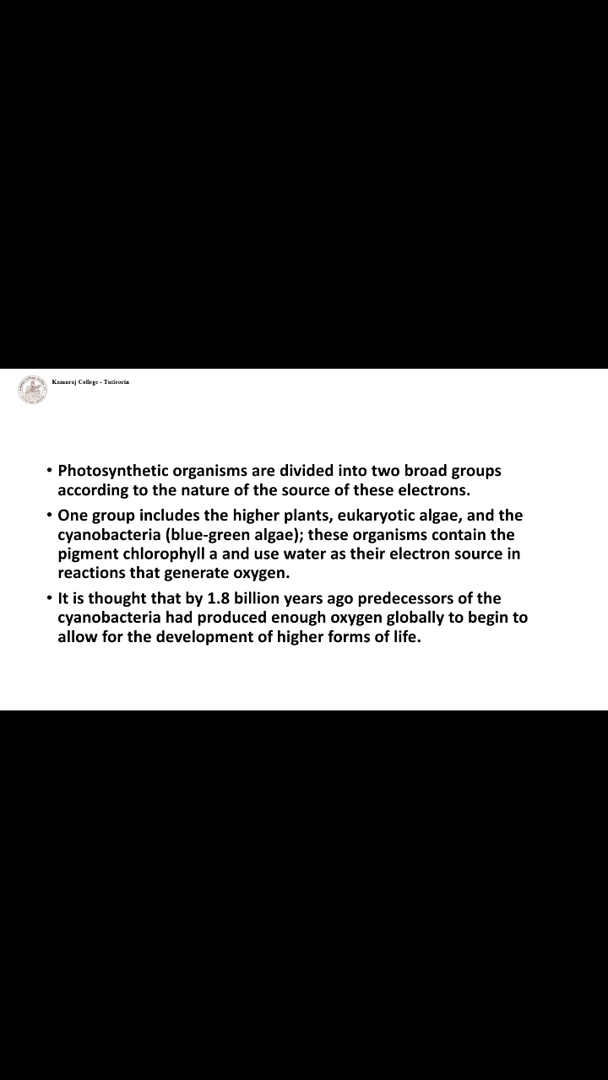 Kamaraj College - Tuticorin
• Photosynthetic organisms are divided into two broad groups
according to the nature of the source of these electrons.
• One group includes the higher plants, eukaryotic algae, and the
cyanobacteria (blue-green algae); these organisms contain the
pigment chlorophyll a and use water as their electron source in
reactions that generate oxygen.
• It is thought that by 1.8 billion years ago predecessors of the
cyanobacteria had produced enough oxygen globally to begin to
allow for the development of higher forms of life.